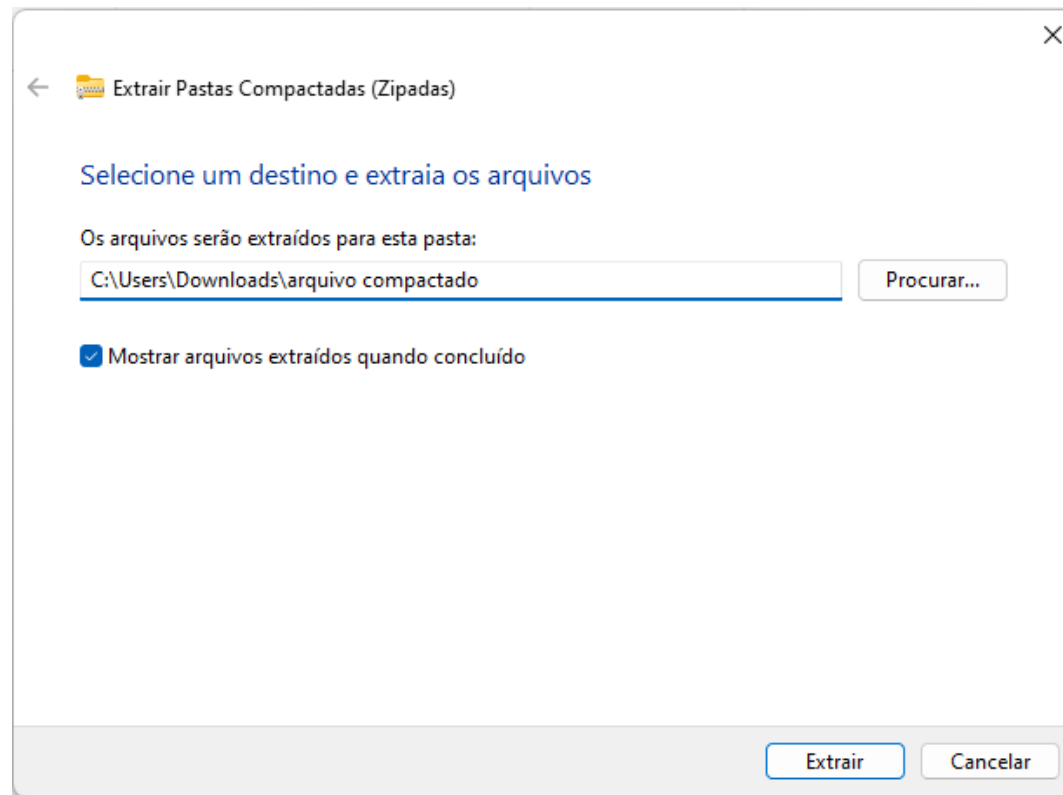 Extrair Pastas Compactadas (Zipadas)
Selecione um destino e extraia os arquivos
Os arquivos serão extraídos para esta pasta:
C:\Users\Downloads\arquivo compactado
Procurar...
Mostrar arquivos extraídos quando concluído
Extrair
Cancelar